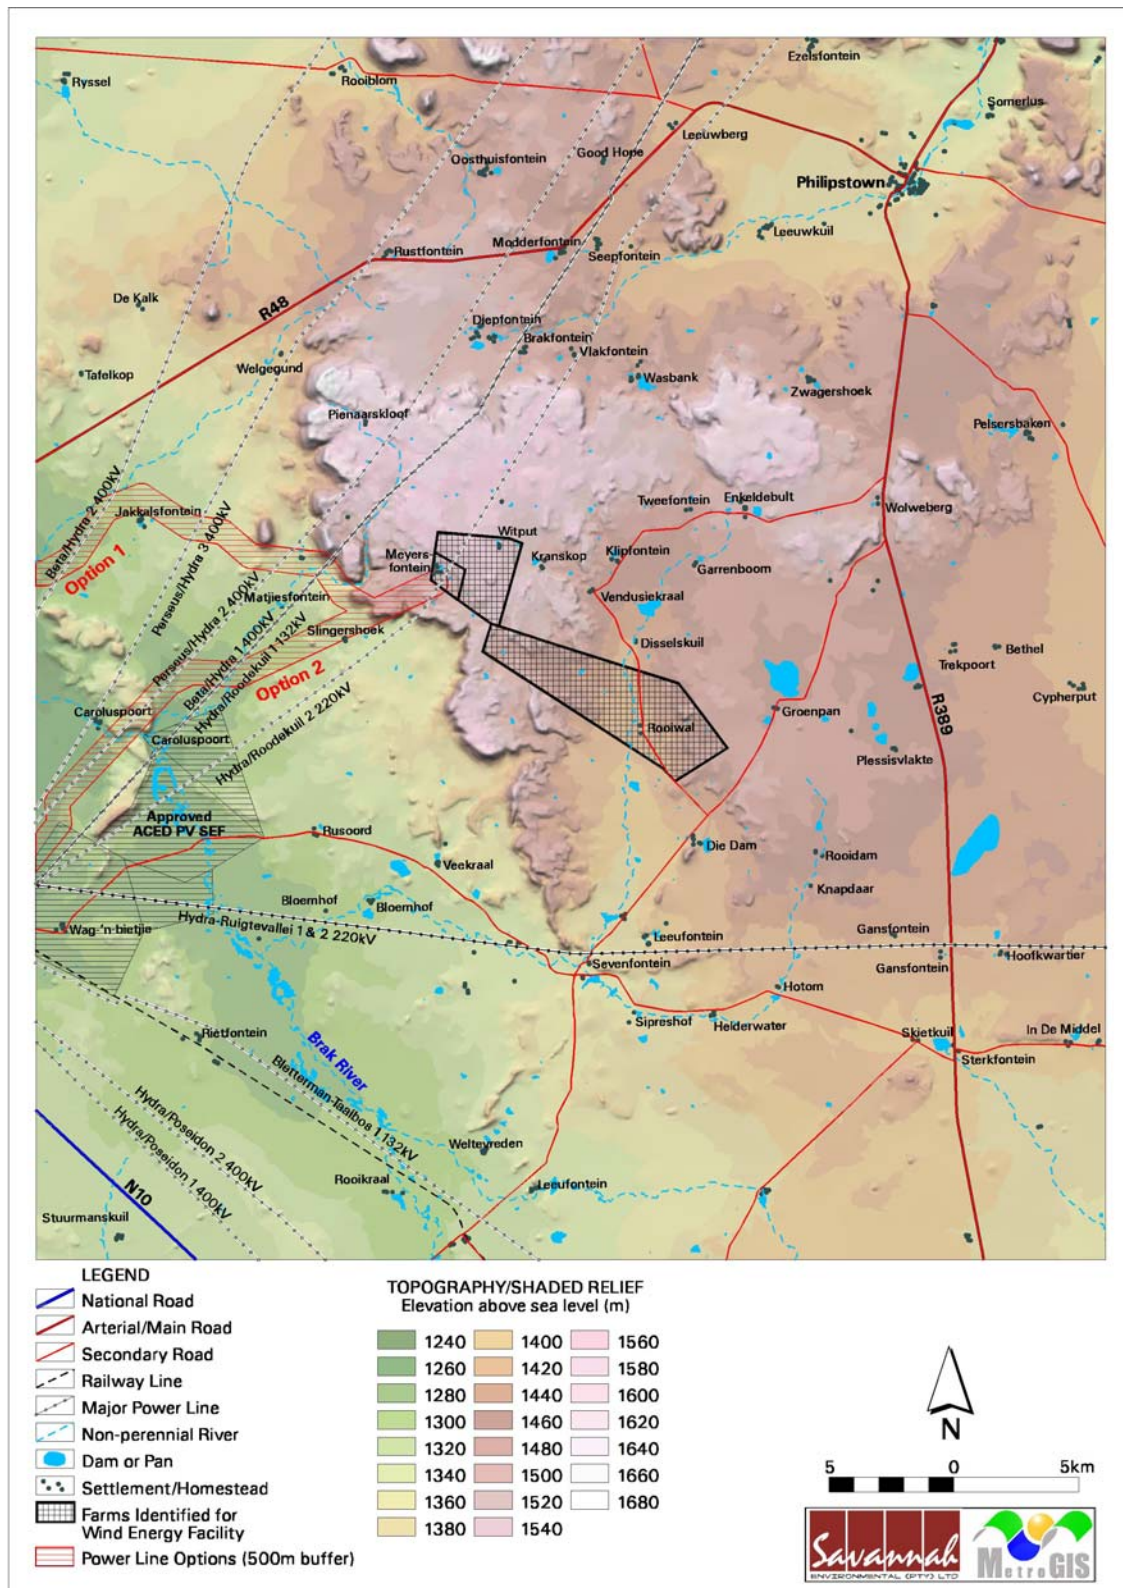 Ezelsfontein
Ryssel
Rooiblom
Somerlus
Leeuwberg
Oosthuisfontein
Good Hope
Philipstown
Leeuwkuil
Rustfontein
Modderfontein
Seepfontein
De Kalk
R48
Diepfontein
Brakfontein
Vlakfontein
Welgegund
Tafelkop
Wasbank
Zwagershoek
Pienaarskloof
Pelsersbaken
Beta/Hydra 2 400kV
Perseus/Hydra 3 400kV
Tweefontein
Enkeldebult
Wolweberg
Jakkalsfontein
Witput
Meyers-
fontein
Kranskop
Klipfontein
Garrenboom
Option 1
Perseus/Hydra 2 400kV
Matjiesfontein
Vendusiekraal
Beta/Hydra 1 400kV
Slingershoek
Hydra/Roodekuil 1 132kV
Disselskuil
Trekpoort
Bethel
Option 2
Cypherput
Hydra/Roodekuil 2 220kV
R389
Caroluspoort
Groenpan
Rooiwal
Caroluspoort
Plessisvlakte
Approved
ACED PV SEF
Rusoord
Die Dam
Rooidam
Veekraal
Knapdaar
Bloemhof
Bloemhof
Wag-'n-bietjie
Hydra-Ruigtevallei 1 & 2 220kV
Leeufontein
Gansfontein
Hoofkwartier
Sevenfontein
Gansfontein
Hotom
Sipreshof
Helderwater
Rietfontein
Skietkuil
In De Middel
Sterkfontein
Brak River
Bletterman-Taaibos 1 132kV
Hydra/Poseidon 2 400kV
Hydra/Poseidon 1 400kV
Weltevreden
N10
Rooikraal
Leeufontein
Stuurmanskuil
LEGEND
National Road
Arterial/Main Road
Secondary Road
Railway Line
Major Power Line
Non-perennial River
Dam or Pan
Settlement/Homestead
Farms Identified for
Wind Energy Facility
Power Line Options (500m buffer)
TOPOGRAPHY/SHADED RELIEF
Elevation above sea level (m)
1240 1400 1560
1260 1420 1580
1280 1440 1600
1300 1460 1620
1320 1480 1640
1340 1500 1660
1360 1520 1680
1380 1540
N
5 0 5km
Savannah
ENVIRONMENTAL (PTY) LTD
MetroGIS